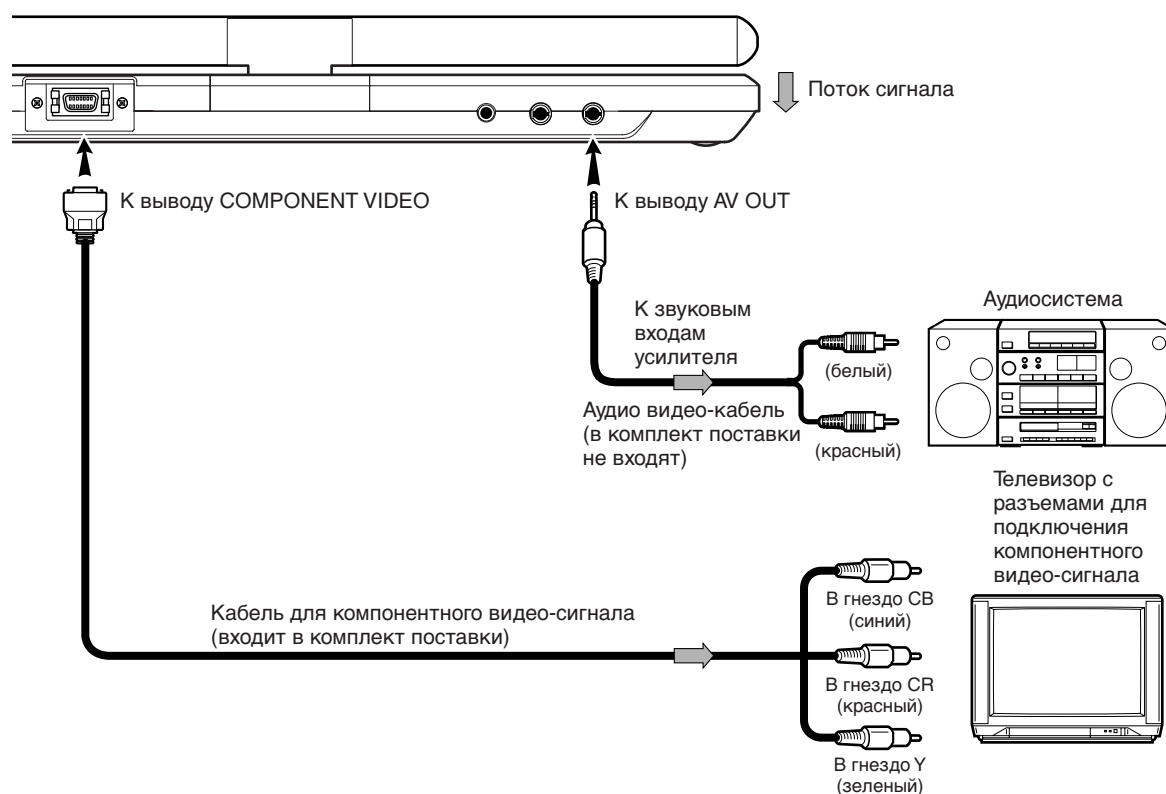 Поток сигнала
К выводу COMPONENT VIDEO
К выводу AV OUT
К звуковым
входам
усилителя
Аудиосистема
(белый)
Аудио видео-кабель
(в комплект поставки
не входят)
(красный)
Телевизор с
разъемами для
подключения
компонентного
видео-сигнала
Кабель для компонентного видео-сигнала
(входит в комплект поставки)
В гнездо CB
(синий)
В гнездо CR
(красный)
В гнездо Y
(зеленый)